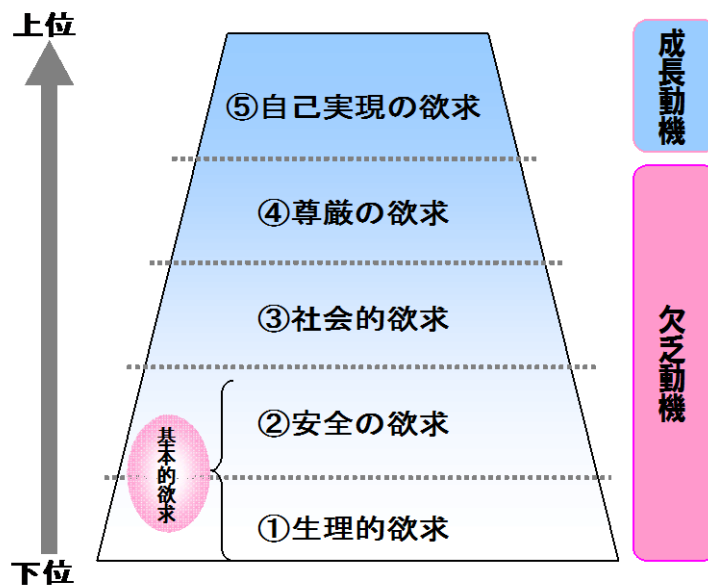 上位
成長動機
⑤自己実現の欲求
④尊厳の欲求
③社会的欲求
欠乏動機
②安全の欲求
基本的欲求
①生理的欲求
下位